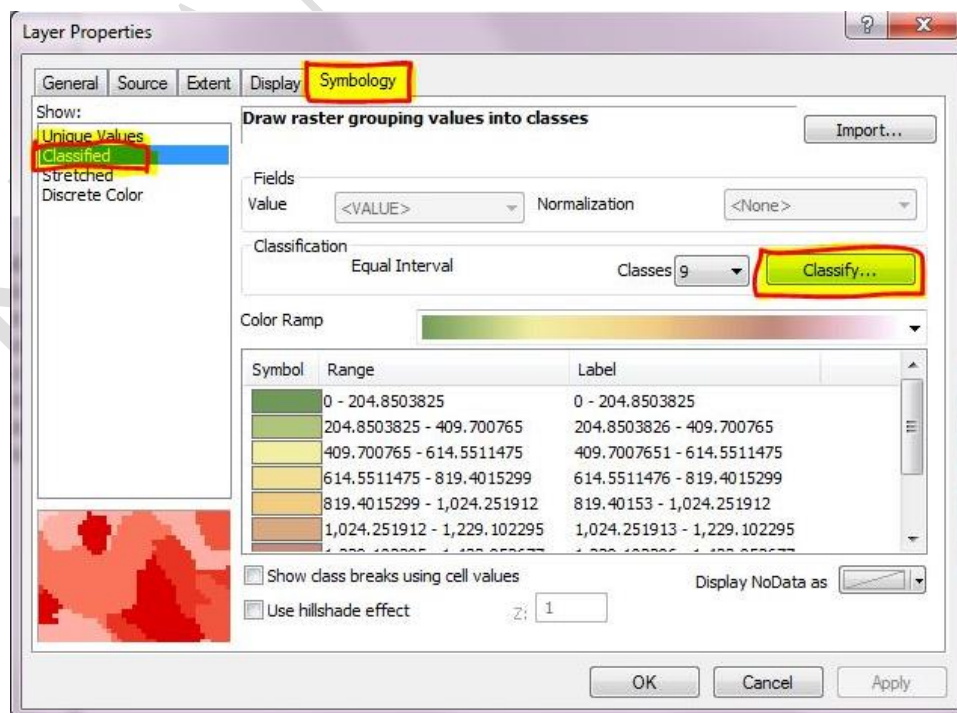 Layer Properties
General Source Extent Display Symbology
Show:
Unique Values
Classified
Stretched
Discrete Color
Draw raster grouping values into classes
Import...
Fields
Value <VALUE> Normalization <None>
Classification
Equal Interval Classes 9 Classify...
Color Ramp
Symbol Range Label
0 - 204.8503825 0 - 204.8503825
204.8503825 - 409.700765 204.8503826 - 409.700765
409.700765 - 614.5511475 409.7007651 - 614.5511475
614.5511475 - 819.4015299 614.5511476 - 819.4015299
819.4015299 - 1,024.251912 819.40153 - 1,024.251912
1,024.251912 - 1,229.102295 1,024.251913 - 1,229.102295
Show class breaks using cell values
Display NoData as
Use hillshade effect Z: 1
OK Cancel Apply